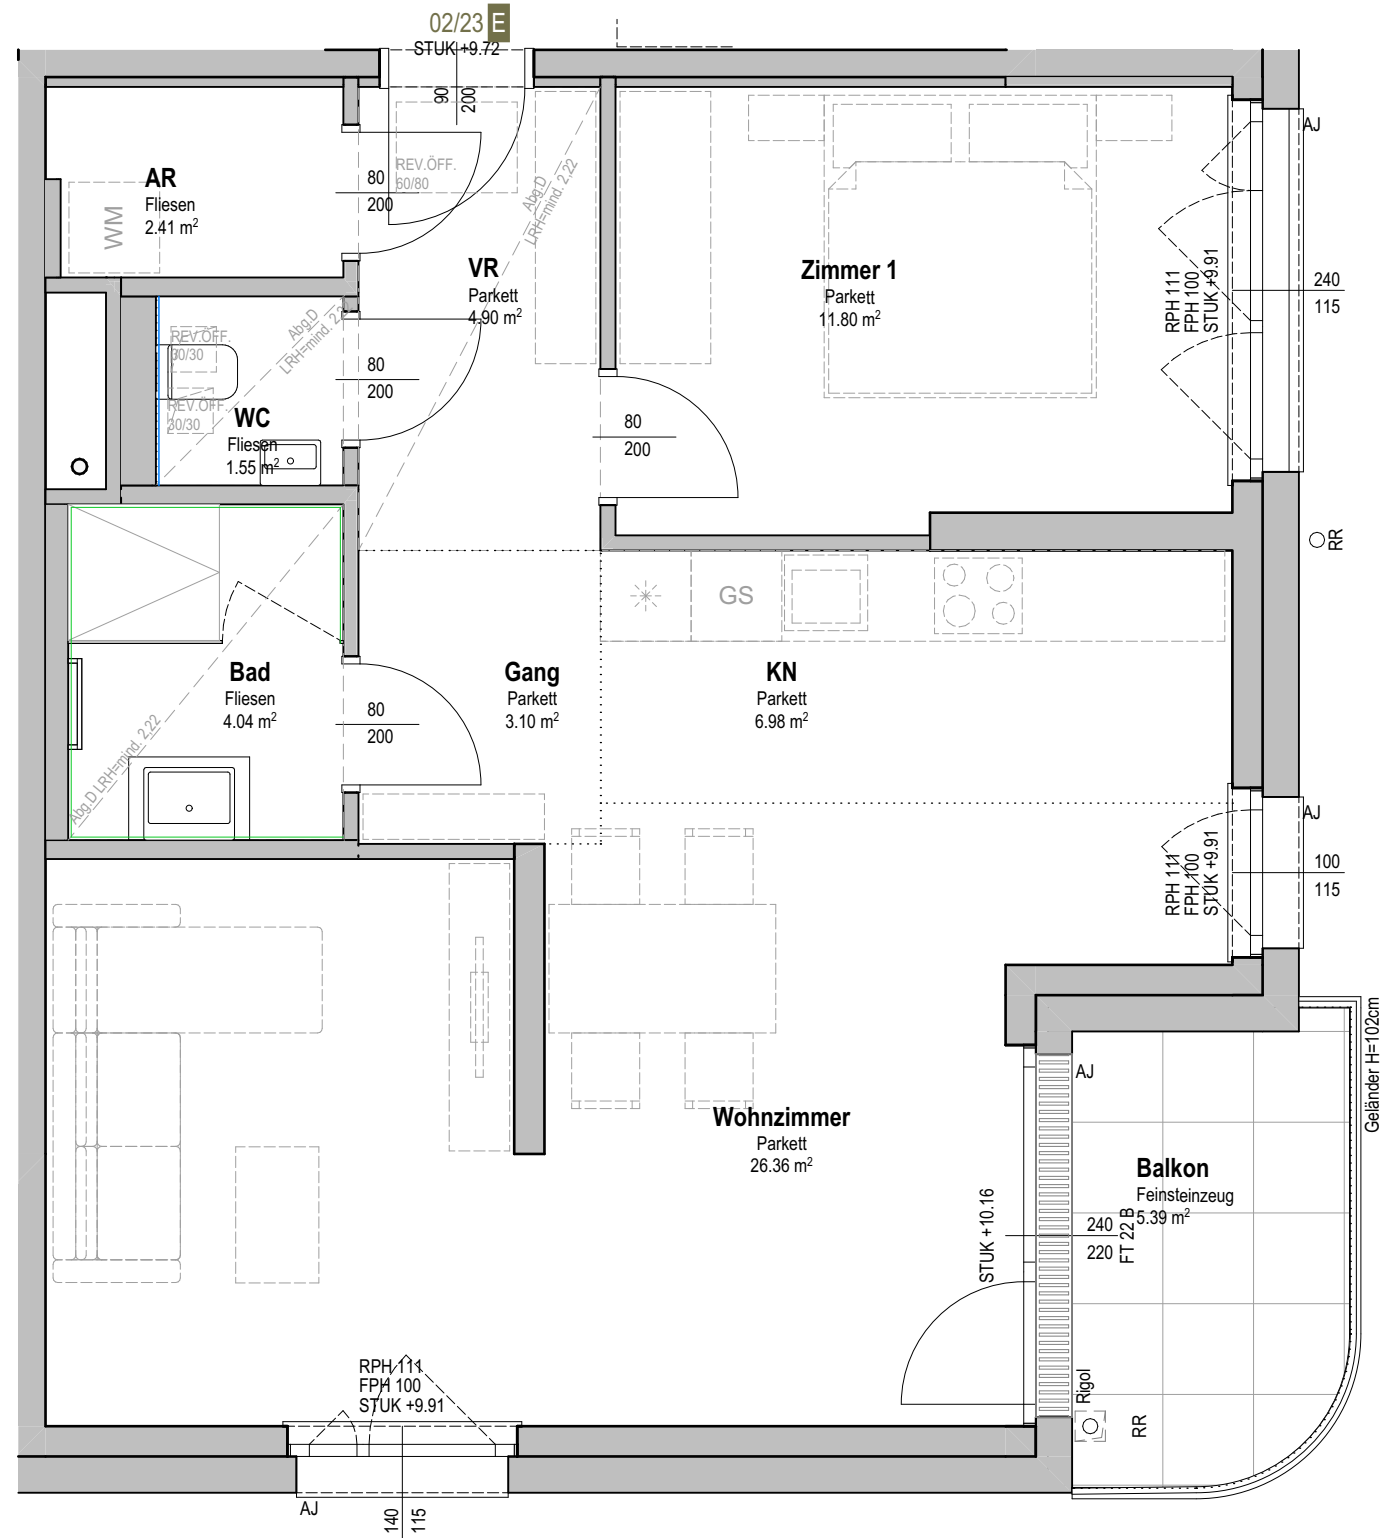 02/23 E
STUK +9.72
90
200
AR
Fliesen
2.41 m²
WM
80
200
REV.ÖFF.
60/80
Abg.D
LRH=mind. 2,22
VR
Parkett
4.90 m²
Zimmer 1
Parkett
11.80 m²
AJ
RPH 111
FPH 100
STUK +9.91
240
115
REV.ÖFF.
30/30
REV.ÖFF.
30/30
Abg.D
LRH=mind. 2,22
WC
Fliesen
1.55 m²
80
200
80
200
RR
GS
Bad
Fliesen
4.04 m²
Abg.D LRH=mind. 2,22
80
200
Gang
Parkett
3.10 m²
KN
Parkett
6.98 m²
AJ
RPH 111
FPH 100
STUK +9.91
100
115
Geländer H=102cm
AJ
Wohnzimmer
Parkett
26.36 m²
Balkon
Feinsteinzeug
5.39 m²
STUK +10.16
240
220
FT 22 B
Rigol
RR
RPH 111
FPH 100
STUK +9.91
AJ
140
115